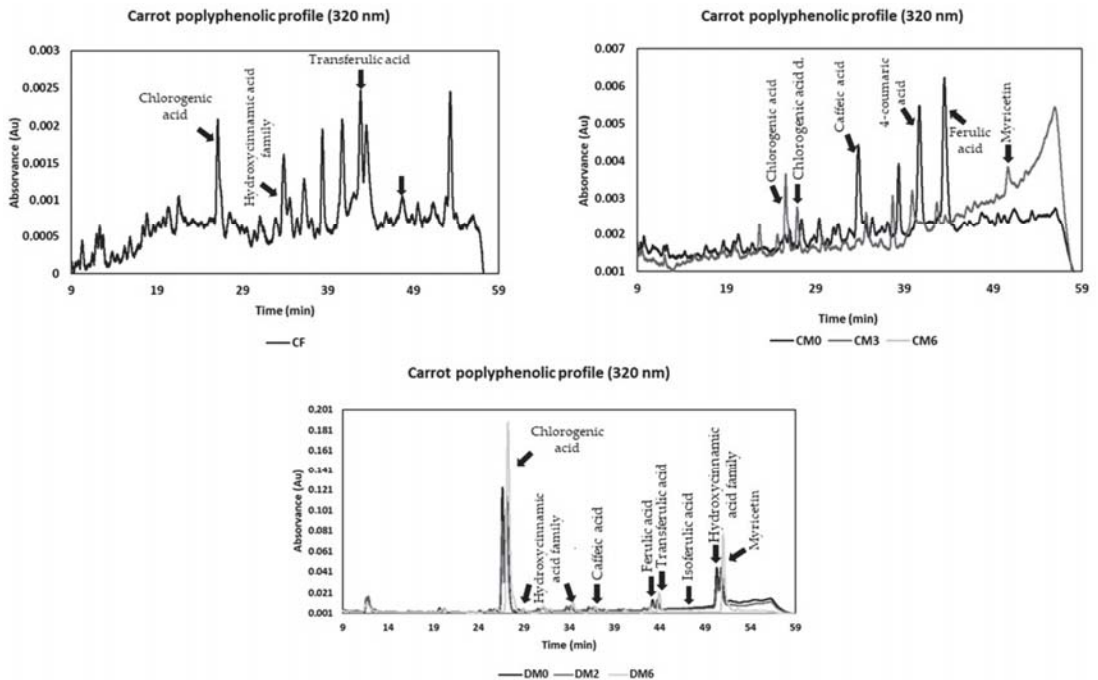 Carrot poplyphenolic profile (320 nm)
Absorvance (Au)
0.003
0.0025
0.002
0.0015
0.001
0.0005
0
Chlorogenic
acid
Hydroxycinnamic acid
family
Transferulic acid
9 19 29 39 49 59
Time (min)
CF
Carrot poplyphenolic profile (320 nm)
Absorvance (Au)
0.007
0.006
0.005
0.004
0.003
0.002
0.001
Chlorogenic acid
Chlorogenic acid d.
Caffeic acid
4-coumaric
acid
Ferulic
acid
Myricetin
9 19 29 39 49 59
Time (min)
CM0 CM3 CM6
Carrot poplyphenolic profile (320 nm)
Absorvance (Au)
0.201
0.181
0.161
0.141
0.121
0.101
0.081
0.061
0.041
0.021
0.001
Chlorogenic
acid
Hydroxycinnamic
acid family
Caffeic acid
Ferulic acid
Transferulic acid
Isoferulic acid
Hydroxycinnamic
acid family
Myricetin
9 14 19 24 29 34 39 44 49 54 59
Time (min)
DM0 DM2 DM6